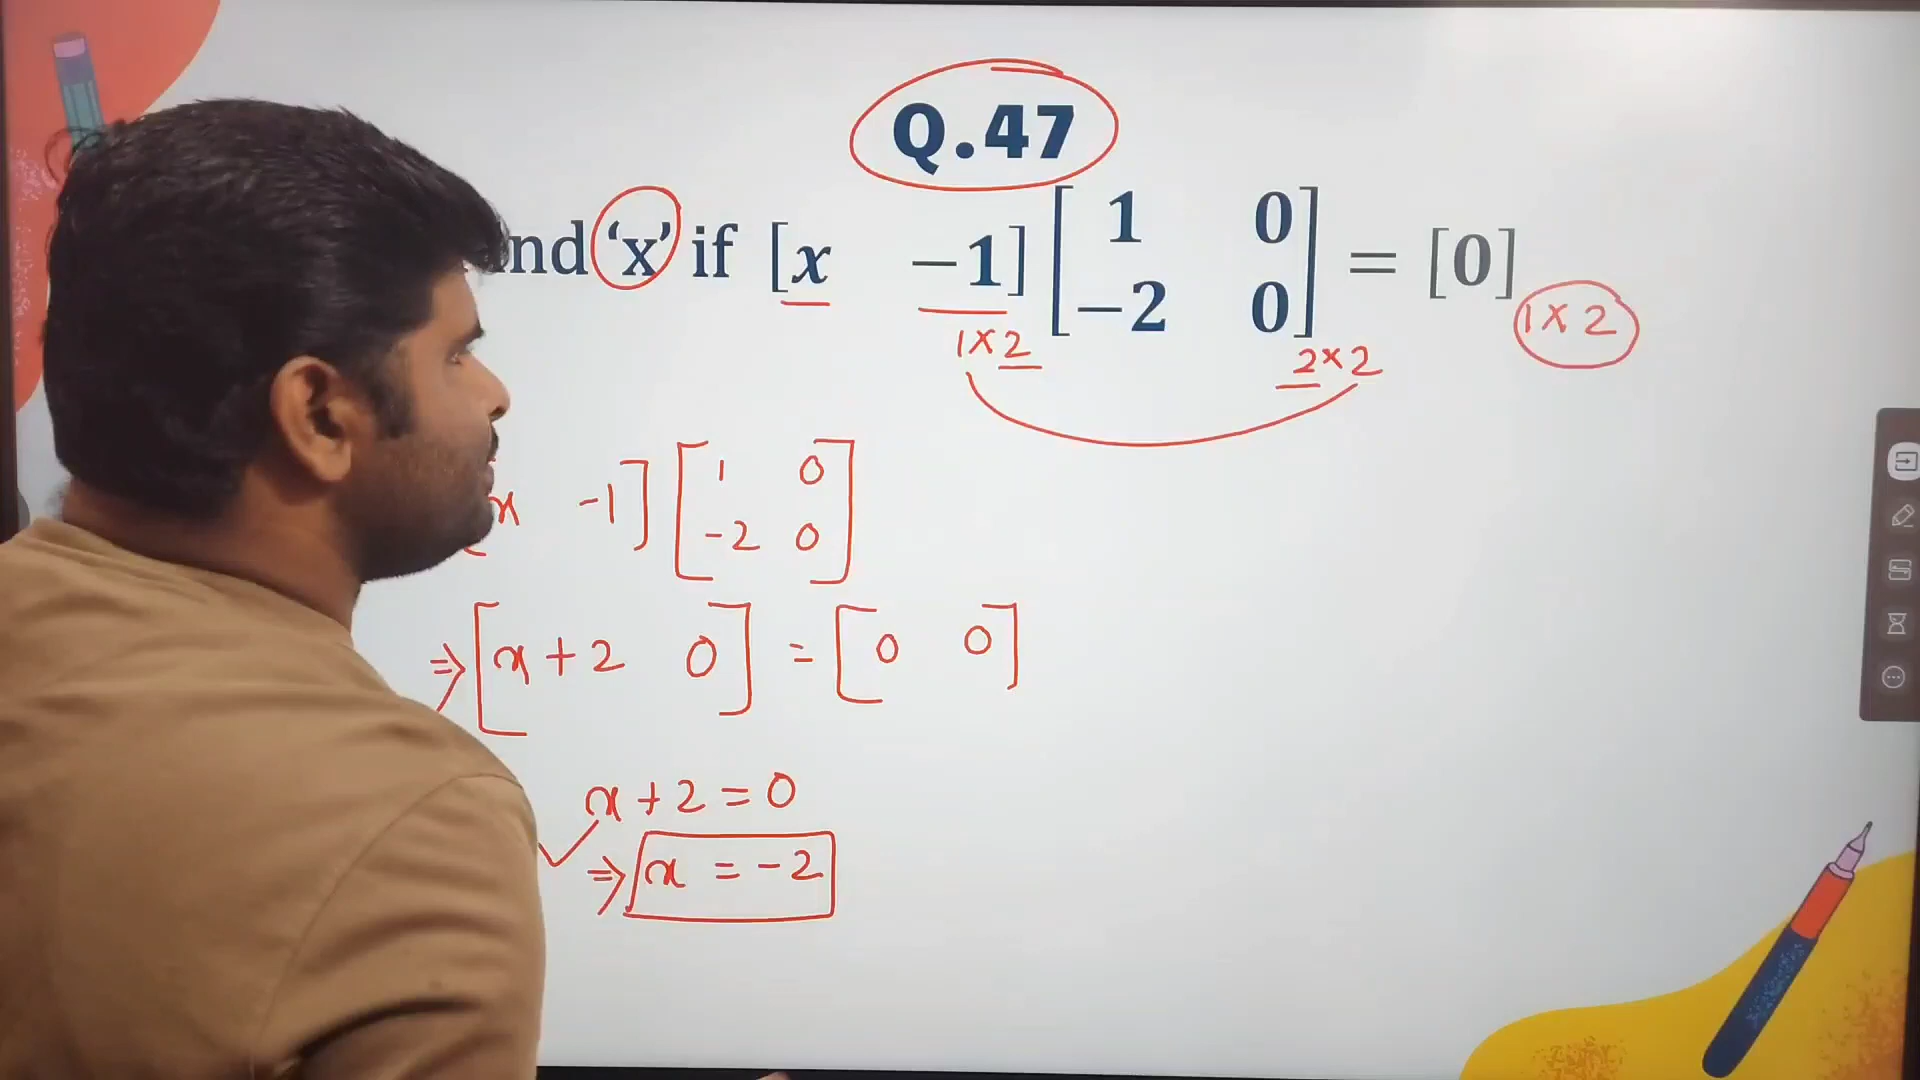 Q.47
nd ‘x’ if [x −1] [1 0 −2 0] = [0]
1×2 2×2 1×2
x -1] [1 0 -2 0]
⇒ [x+2 0] = [0 0]
x+2=0
⇒ x = -2